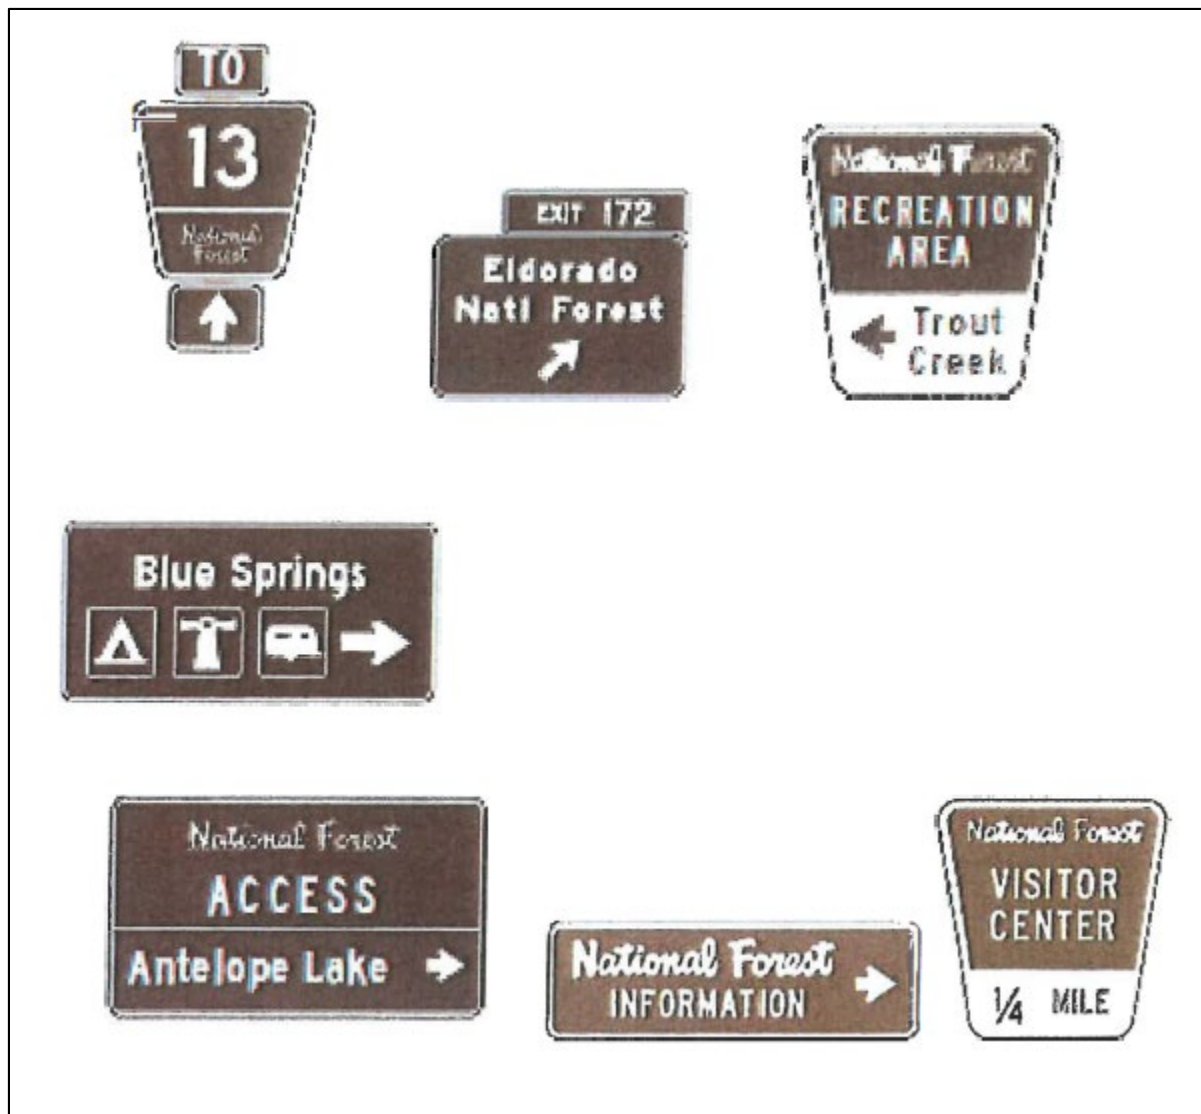 TO
13
National
Forest
EXIT 172
Eldorado
Natl Forest
National Forest
RECREATION
AREA
Trout
Creek
Blue Springs
National Forest
ACCESS
Antelope Lake
National Forest
INFORMATION
National Forest
VISITOR
CENTER
1/4 MILE